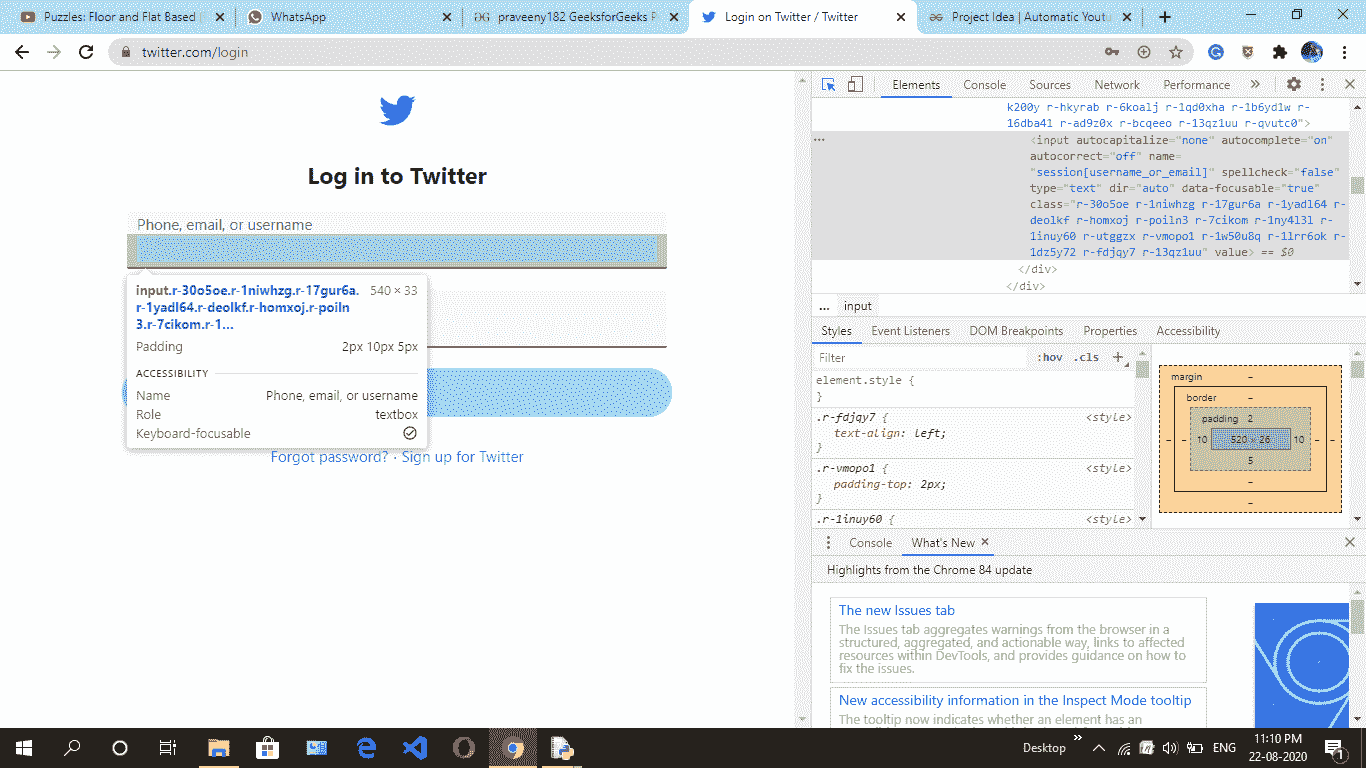 Puzzles: Floor and Flat Based (
WhatsApp
praveeny182 GeeksforGeeks P
Login on Twitter / Twitter
Project Idea | Automatic Youtu
twitter.com/login
Log in to Twitter
Phone, email, or username
input.r-30o5oe.r-1niwhzg.r-17gur6a. 540 × 33
r-1yadl64.r-deolkf.r-homxoj.r-poiln
3.r-7cikom.r-1...
Padding 2px 10px 5px
ACCESSIBILITY
Name Phone, email, or username
Role textbox
Keyboard-focusable
Forgot password? · Sign up for Twitter
Elements Console Sources Network Performance »
k200y r-hkyrab r-6koalj r-1qd0xha r-1b6yd1w r-
16dba41 r-ad9z0x r-bcqeeo r-13qz1uu r-qvutc0">
... <input autocapitalize="none" autocomplete="on"
autocorrect="off" name=
"session[username_or_email]" spellcheck="false"
type="text" dir="auto" data-focusable="true"
class="r-30o5oe r-1niwhzg r-17gur6a r-1yadl64 r-
deolkf r-homxoj r-poiln3 r-7cikom r-1ny4l3l r-
1inuy60 r-utggzx r-vmopo1 r-1w50u8q r-1lrr6ok r-
1dz5y72 r-fdjqy7 r-13qz1uu" value> == $0
</div>
</div>
... input
Styles Event Listeners DOM Breakpoints Properties Accessibility
Filter :hov .cls +
element.style {
}
.r-fdjqy7 { <style>
text-align: left;
}
.r-vmopo1 { <style>
padding-top: 2px;
}
.r-1inuy60 { <style>
margin –
border –
padding 2
– – 10 520 × 26 10 – –
5
–
–
Console What's New
Highlights from the Chrome 84 update
The new Issues tab
The Issues tab aggregates warnings from the browser in a
structured, aggregated, and actionable way, links to affected
resources within DevTools, and provides guidance on how to
fix the issues.
New accessibility information in the Inspect Mode tooltip
The tooltip now indicates whether an element has an
Desktop » ENG 11:10 PM
22-08-2020
1